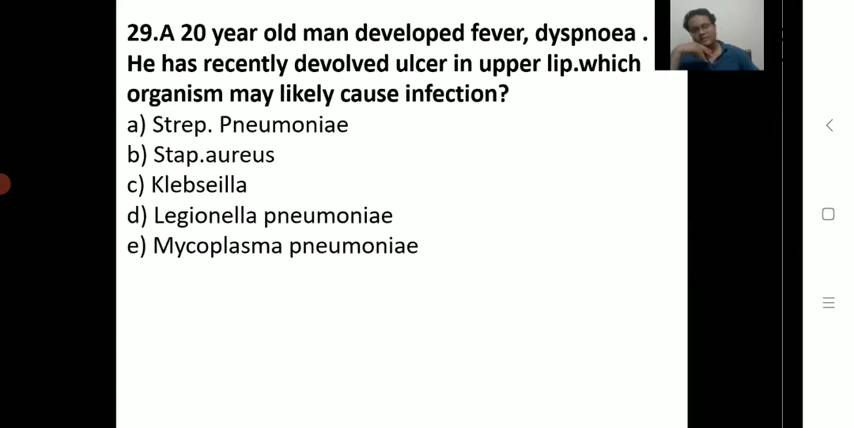 29.A 20 year old man developed fever, dyspnoea .
He has recently devolved ulcer in upper lip.which
organism may likely cause infection?
a) Strep. Pneumoniae
b) Stap.aureus
c) Klebseilla
d) Legionella pneumoniae
e) Mycoplasma pneumoniae